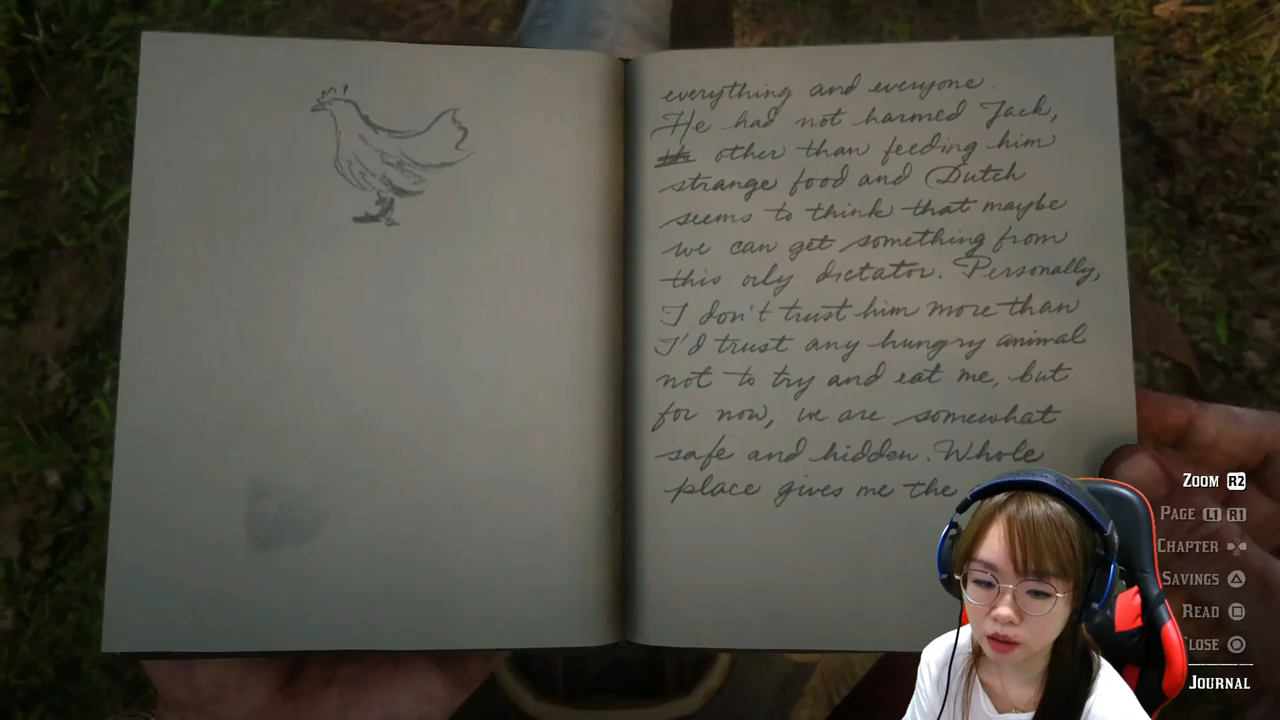 everything and everyone.
He had not harmed Jack,
other than feeding him
strange food and Dutch
seems to think that maybe
we can get something from
this oily dictator. Personally,
I don't trust him more than
I'd trust any hungry animal
not to try and eat me, but
for now, we are somewhat
safe and hidden. Whole
place gives me the
ZOOM R2
PAGE L1 R1
CHAPTER
SAVINGS
READ
CLOSE
JOURNAL